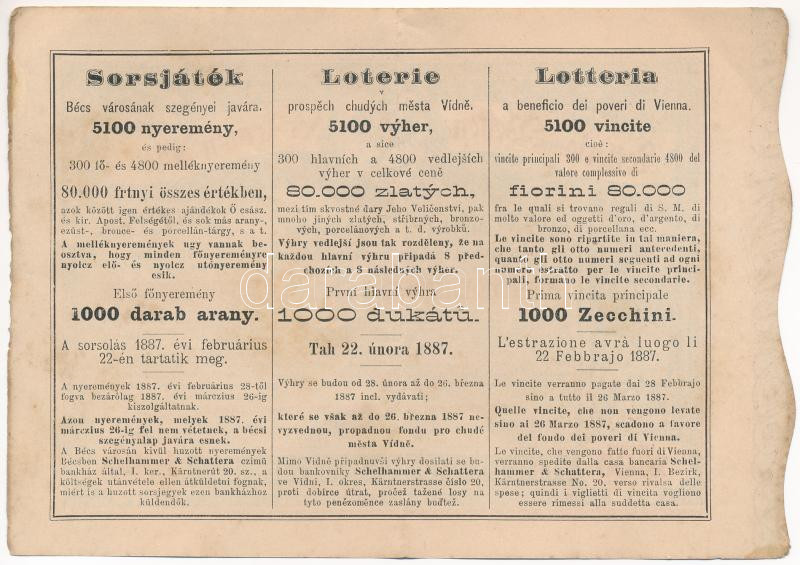 Sorsjáték
Bécs városának szegényei javára.
5100 nyeremény,
és pedig:
300 fő- és 4800 melléknyeremény
80.000 frtnyi összes értékben,
azok között igen értékes ajándékok Ő csász.
és kir. Apost. Felségétől, és sok más arany-,
ezüst-, bronce- és porcellán-tárgy, s a t.
A melléknyeremények ugy vannak be-
osztva, hogy minden főnyereményre
nyolcz elő- és nyolcz utónyeremény
esik.
Első főnyeremény
1000 darab arany.
A sorsolás 1887. évi februárius
22-én tartatik meg.
A nyeremények 1887. évi februárius 28-től
fogva bezárólag 1887. évi márczius 26-ig
kiszolgáltatnak.
Azon nyeremények, melyek 1887. évi
márczius 26-ig fel nem vétetnek, a bécsi
szegényalap javára esnek.
A Bécs városán kivül huzott nyeremények
Bécsben Schelhammer & Schattera czimű
bankház által, I. ker., Kärntnerút 20. sz., a
költségek utánvétele ellen átküldetni fognak,
miért is a huzott sorsjegyek ezen bankházhoz
küldendők.
Loterie
v
prospěch chudých města Vídně.
5100 výher,
a sice
300 hlavních a 4800 vedlejších
výher v celkové ceně
80.000 zlatých,
mezi tím skvostné dary Jeho Veličenství, pak
mnoho jiných zlatých, stříbrných, bronzo-
vých, porcelánových a t. d. výrobků.
Výhry vedlejší jsou tak rozděleny, že na
každou hlavní výhru připadá 8 před-
chozích a 8 následných výher.
První hlavní výhra
1000 dukátů.
Tah 22. února 1887.
Výhry se budou od 28. února až do 26. března
1887 incl. vydávati;
které se však až do 26. března 1887 ne-
vyzvednou, propadnou fondu pro chudé
města Vídně.
Mimo Vídně připadnuvši výhry dosílati se bu-
dou bankovníky Schelhammer & Schattera
ve Vídni, I. okres, Kärntnerstrasse číslo 20,
proti dobírce útrat, pročež tažené losy na
tyto penězoměnce zaslány buďtež.
Lotteria
a beneficio dei poveri di Vienna.
5100 vincite
cioè:
vincite principali 300 e vincite secondarie 4800 del
valore complessivo di
fiorini 80.000
fra le quali si trovano regali di S. M. di
molto valore ed oggetti d'oro, d'argento, di
bronzo, di porcellana ecc.
Le vincite sono ripartite in tal maniera,
che tanto gli otto numeri antecedenti,
quanto gli otto numeri seguenti ad ogni
numero estratto per le vincite princi-
pali, formano le vincite secondarie.
Prima vincita principale
1000 Zecchini.
L'estrazione avrà luogo li
22 Febbrajo 1887.
Le vincite verranno pagate dai 28 Febbrajo
sino a tutto il 26 Marzo 1887.
Quelle vincite, che non vengono levate
sino ai 26 Marzo 1887, scadono a favore
del fondo dei poveri di Vienna.
Le vincite, che vengono fatte fuori di Vienna,
verranno spedite dalla casa bancaria Schel-
hammer & Schattera, Vienna, I. Bezirk,
Kärntnerstrasse No. 20, verso rivalsa delle
spese; quindi i viglietti di vincita vogliono
essere rimessi alla suddetta casa.